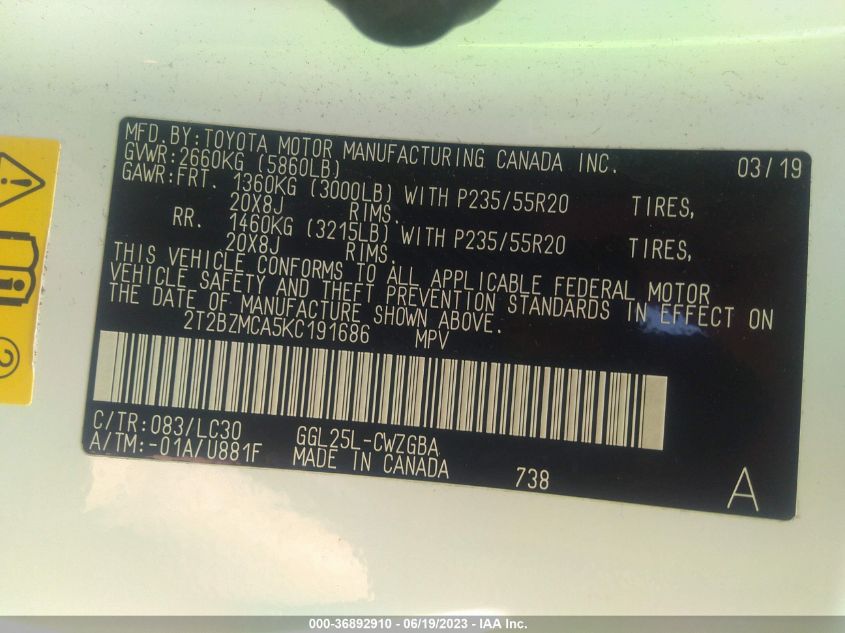 MFD. BY: TOYOTA MOTOR MANUFACTURING CANADA INC. 03/19
GVWR: 2660KG (5860LB)
GAWR: FRT. 1360KG (3000LB) WITH P235/55R20 TIRES,
20X8J RIMS.
RR. 1460KG (3215LB) WITH P235/55R20 TIRES,
20X8J RIMS.
THIS VEHICLE CONFORMS TO ALL APPLICABLE FEDERAL MOTOR
VEHICLE SAFETY AND THEFT PREVENTION STANDARDS IN EFFECT ON
THE DATE OF MANUFACTURE SHOWN ABOVE.
2T2BZMCA5KC191686 MPV
C/TR: 083/LC30 GGL25L-CWZGBA
A/TM: -01A/U881F MADE IN CANADA 738 A
2
000-36892910 - 06/19/2023 - IAA Inc.